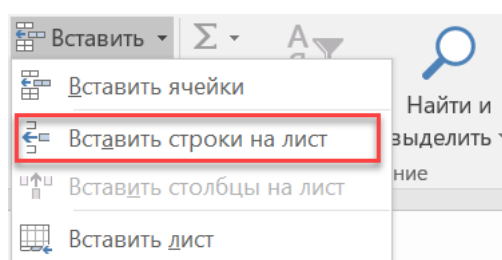 Вставить
Σ
А
Я
Вставить ячейки
Найти и
Вставить строки на лист
выделить
Вставить столбцы на лист
ние
Вставить лист